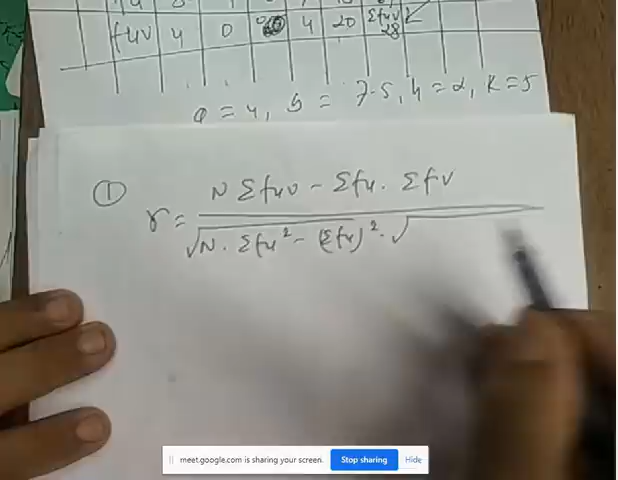 fuv 4 0 4 20 Σfuv 28
a = 4, b = 7.5, h = 2, k = 5
① r = N Σfuv - Σfu . Σfv
√N . Σfu² - (Σfu)² . √
meet.google.com is sharing your screen. Stop sharing Hide